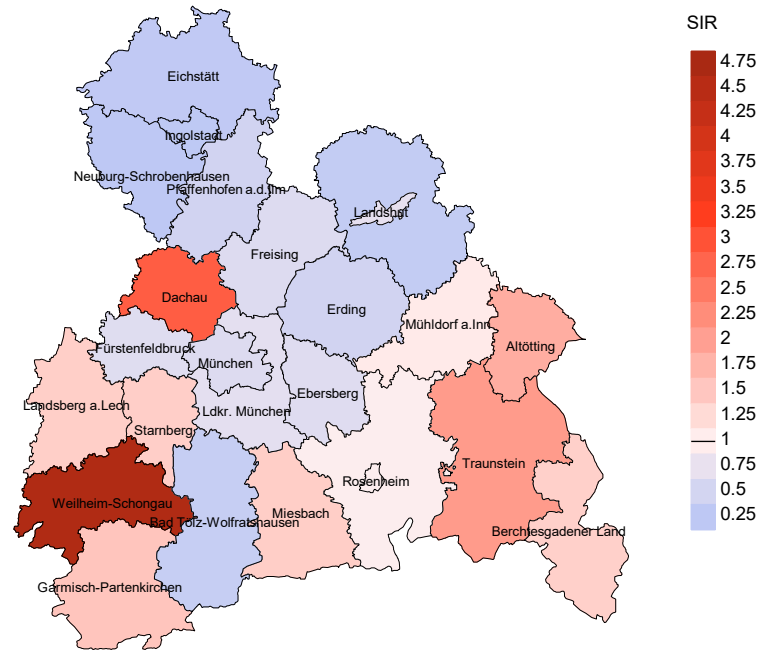 SIR
Eichstätt
Ingolstadt
Neuburg-Schrobenhausen
Pfaffenhofen a.d.Ilm
Landshut
Freising
Dachau
Erding
Mühldorf a.Inn
Altötting
Fürstenfeldbruck
München
Ebersberg
Landsberg a.Lech
Ldkr. München
Starnberg
Traunstein
Rosenheim
Weilheim-Schongau
Miesbach
Bad Tölz-Wolfratshausen
Berchtesgadener Land
Garmisch-Partenkirchen
4.75
4.5
4.25
4
3.75
3.5
3.25
3
2.75
2.5
2.25
2
1.75
1.5
1.25
1
0.75
0.5
0.25